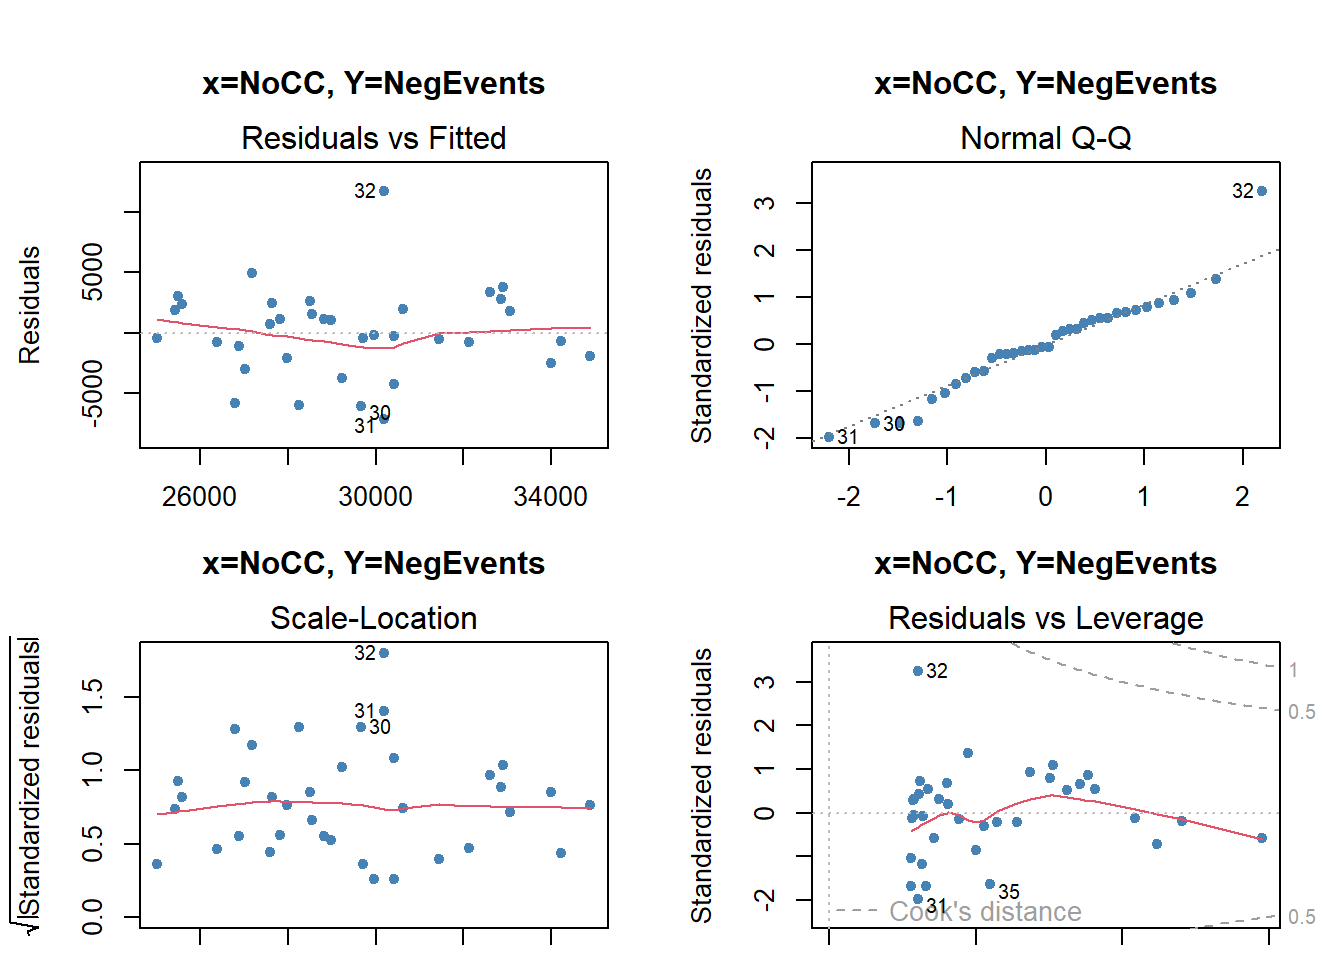 x=NoCC, Y=NegEvents
Residuals vs Fitted
Residuals
5000
-5000
32
30
31
26000 30000 34000
x=NoCC, Y=NegEvents
Normal Q-Q
Standardized residuals
3
2
1
0
-1
-2
32
31
30
-2 -1 0 1 2
x=NoCC, Y=NegEvents
Scale-Location
√|Standardized residuals|
1.5
1.0
0.5
0.0
32
31
30
x=NoCC, Y=NegEvents
Residuals vs Leverage
Standardized residuals
3
2
1
0
-2
32
35
31
Cook's distance
1
0.5
0.5